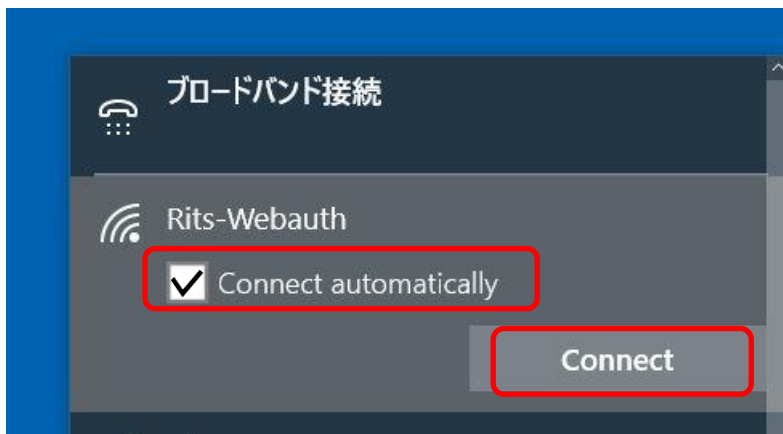 ブロードバンド接続
Rits-Webauth
Connect automatically
Connect